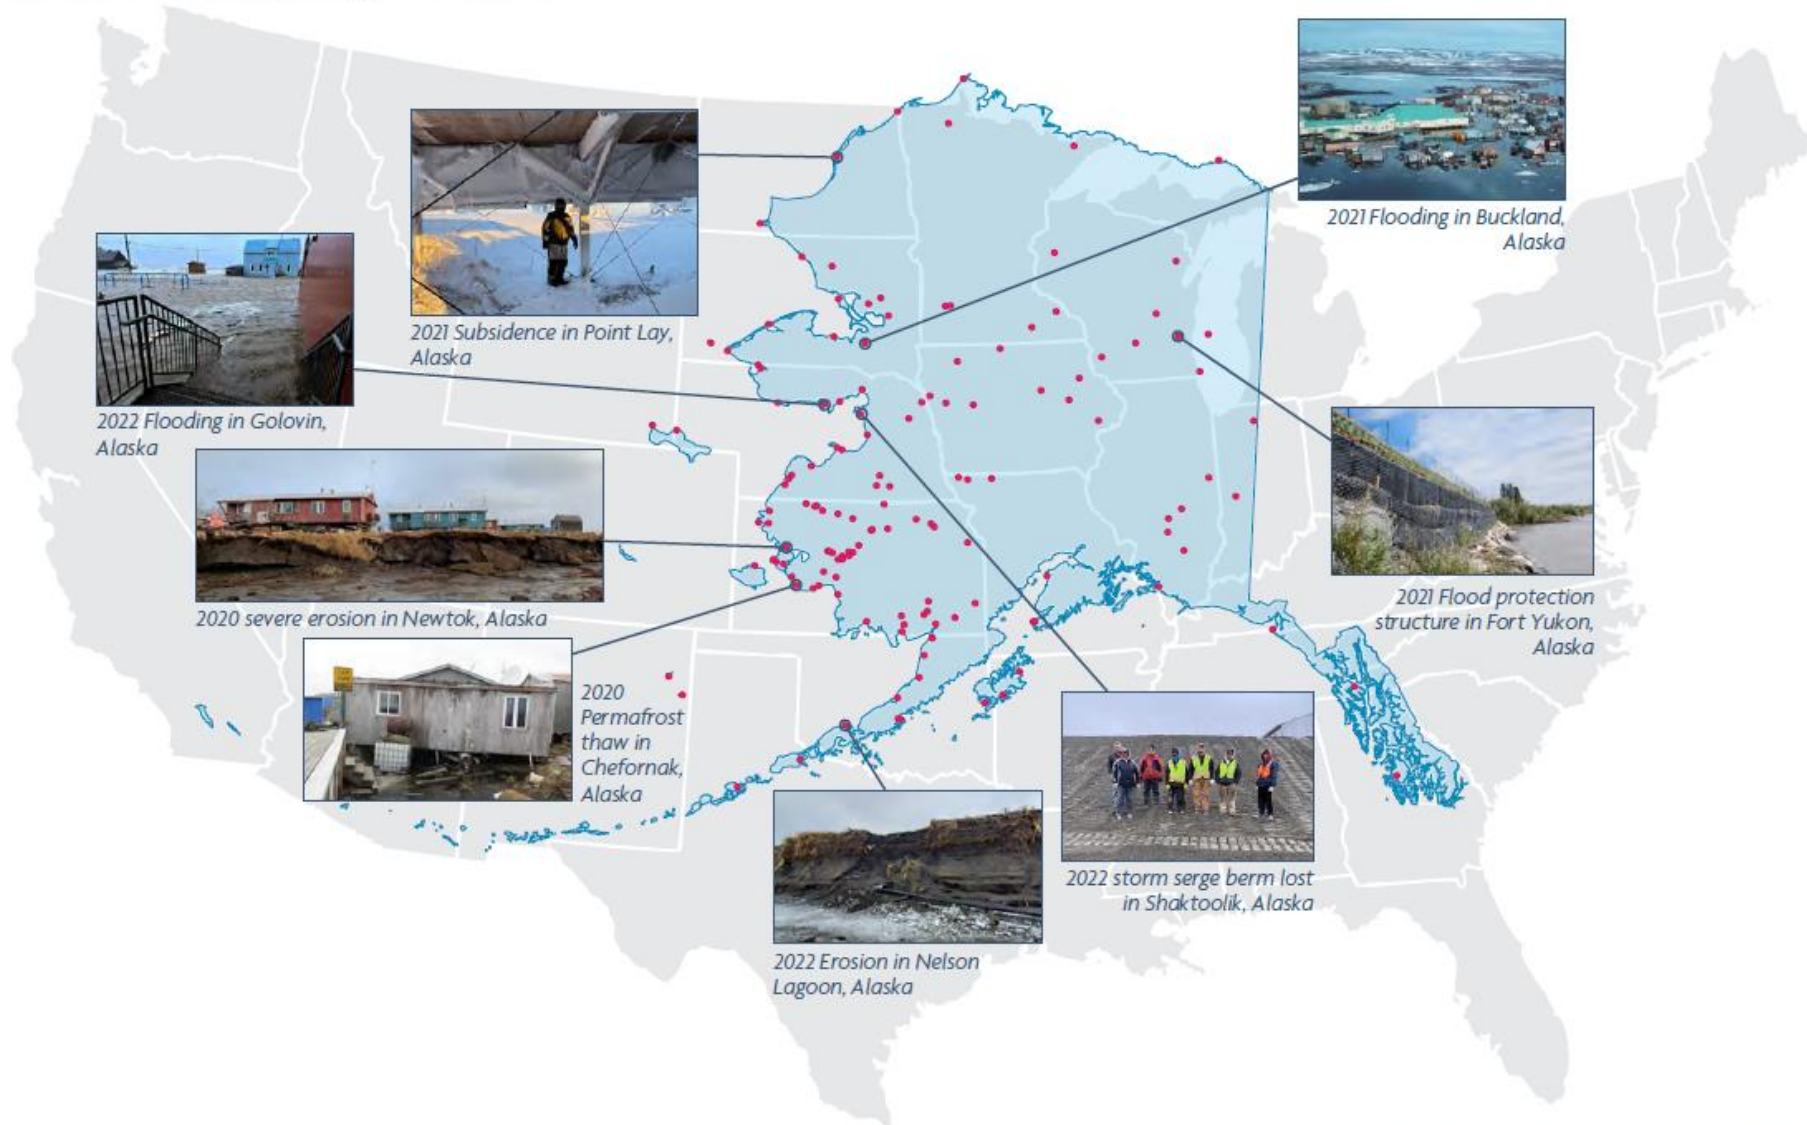 2021 Flooding in Buckland,
Alaska
2021 Subsidence in Point Lay,
Alaska
2022 Flooding in Golovin,
Alaska
2020 severe erosion in Newtok, Alaska
2021 Flood protection
structure in Fort Yukon,
Alaska
2020
Permafrost
thaw in
Chefornak,
Alaska
2022 storm serge berm lost
in Shaktoolik, Alaska
2022 Erosion in Nelson
Lagoon, Alaska